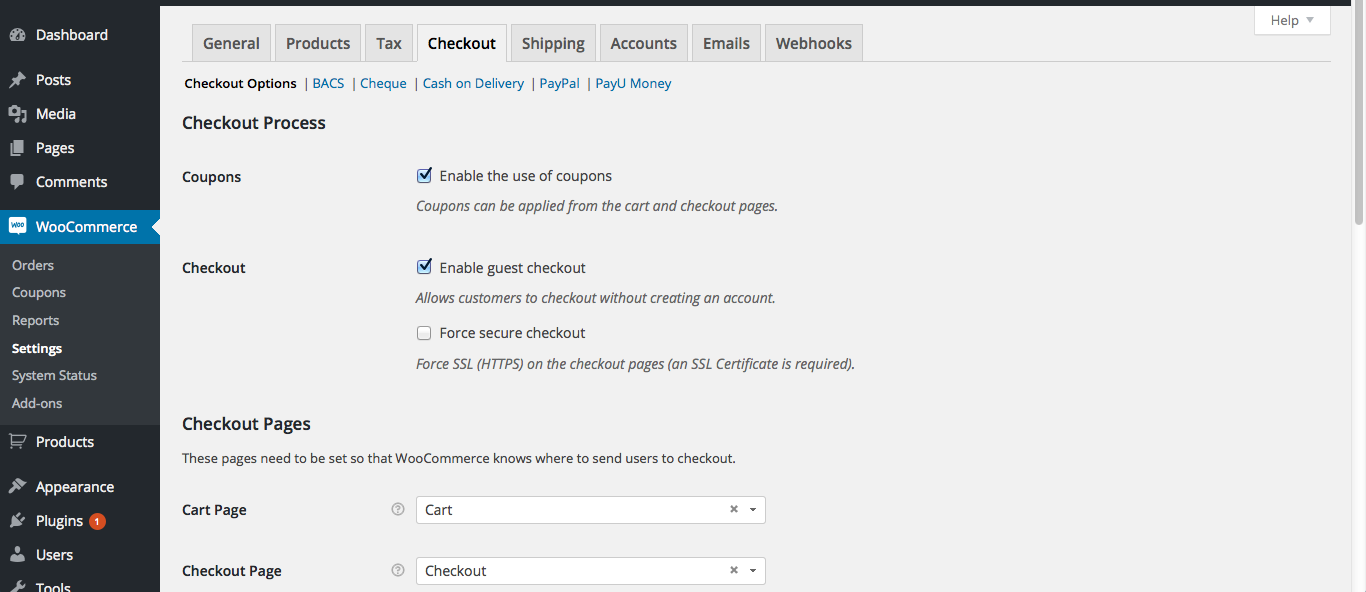 Dashboard
Posts
Media
Pages
Comments
Woo WooCommerce
Orders
Coupons
Reports
Settings
System Status
Add-ons
Products
Appearance
Plugins 1
Users
Tools
Help
General Products Tax Checkout Shipping Accounts Emails Webhooks
Checkout Options | BACS | Cheque | Cash on Delivery | PayPal | PayU Money
Checkout Process
Coupons Enable the use of coupons
Coupons can be applied from the cart and checkout pages.
Checkout Enable guest checkout
Allows customers to checkout without creating an account.
Force secure checkout
Force SSL (HTTPS) on the checkout pages (an SSL Certificate is required).
Checkout Pages
These pages need to be set so that WooCommerce knows where to send users to checkout.
Cart Page ? Cart ×
Checkout Page ? Checkout ×